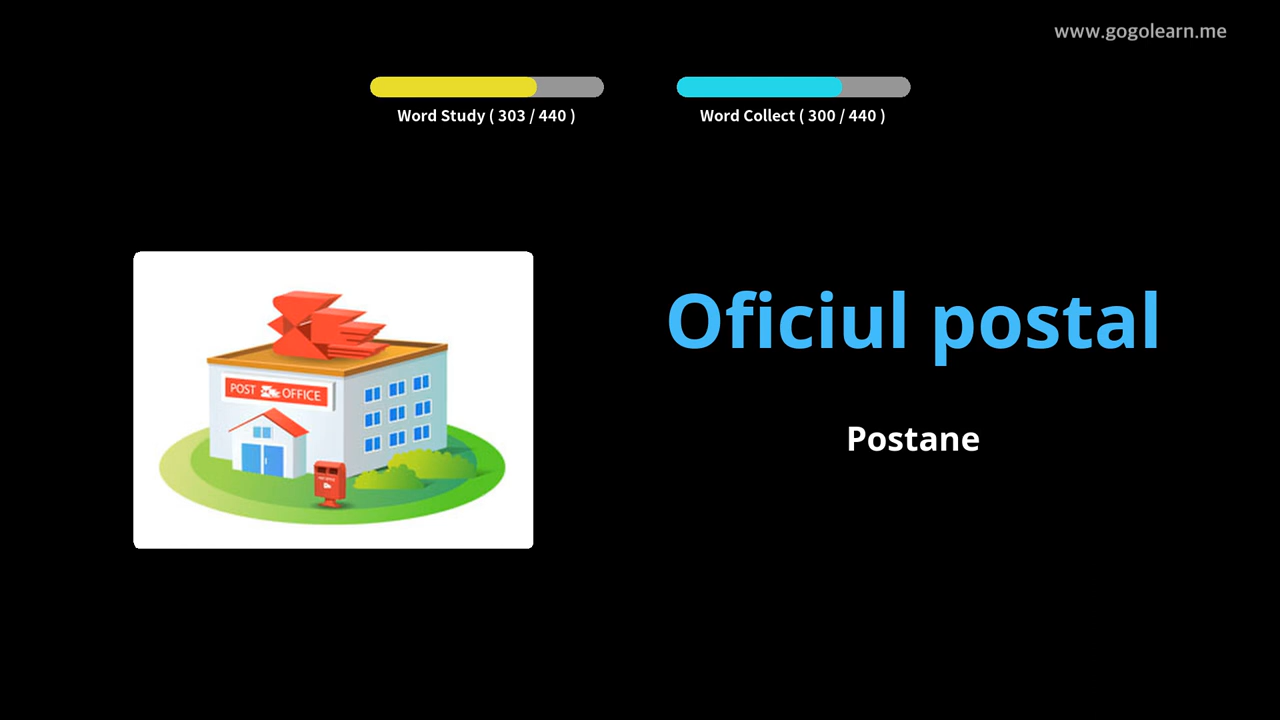 www.gogolearn.me
Word Study ( 303 / 440 )
Word Collect ( 300 / 440 )
POST OFFICE
Oficiul postal
Postane